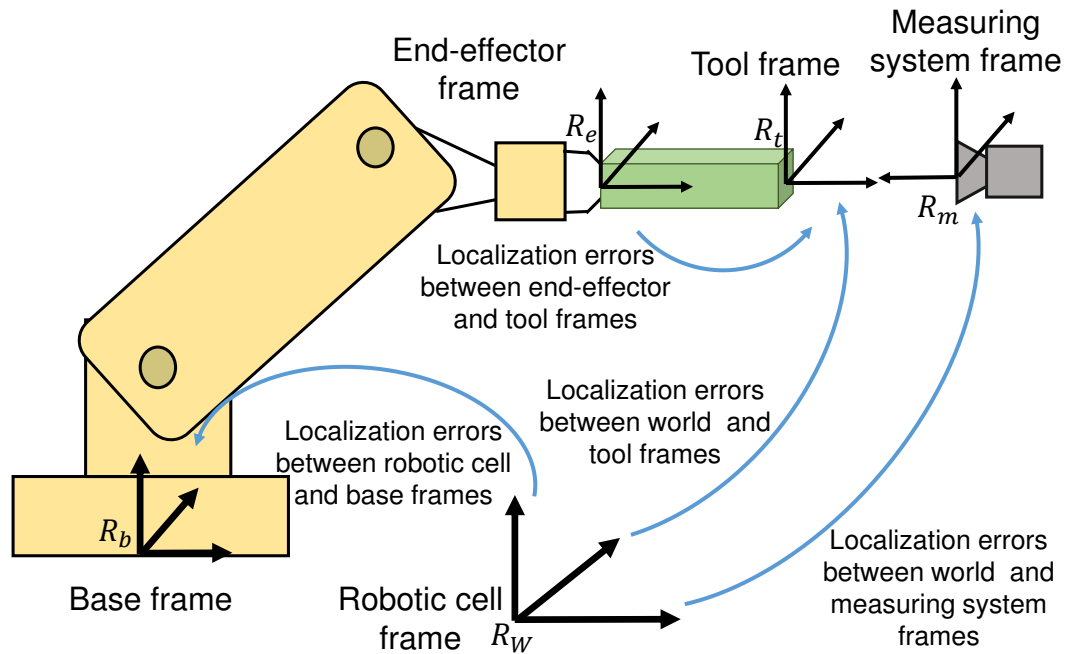 Measuring
system frame
Tool frame
End-effector
frame
R_e
R_t
R_m
Localization errors
between end-effector
and tool frames
Localization errors
between world and
tool frames
Localization errors
between robotic cell
and base frames
R_b
Base frame
Robotic cell
frame
R_W
Localization errors
between world and
measuring system
frames